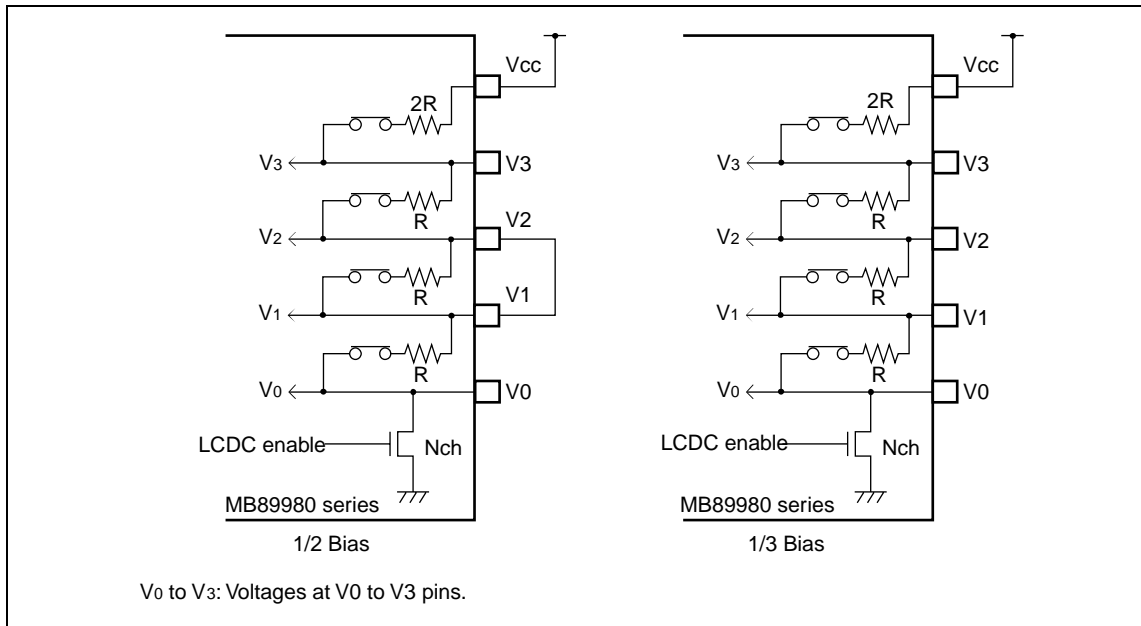 Vcc
2R
V3
V3
R
V2
V2
R
V1
V1
R
V0
V0
LCDC enable
Nch
MB89980 series
1/2 Bias
Vcc
2R
V3
V3
R
V2
V2
R
V1
V1
R
V0
V0
LCDC enable
Nch
MB89980 series
1/3 Bias
V0 to V3: Voltages at V0 to V3 pins.